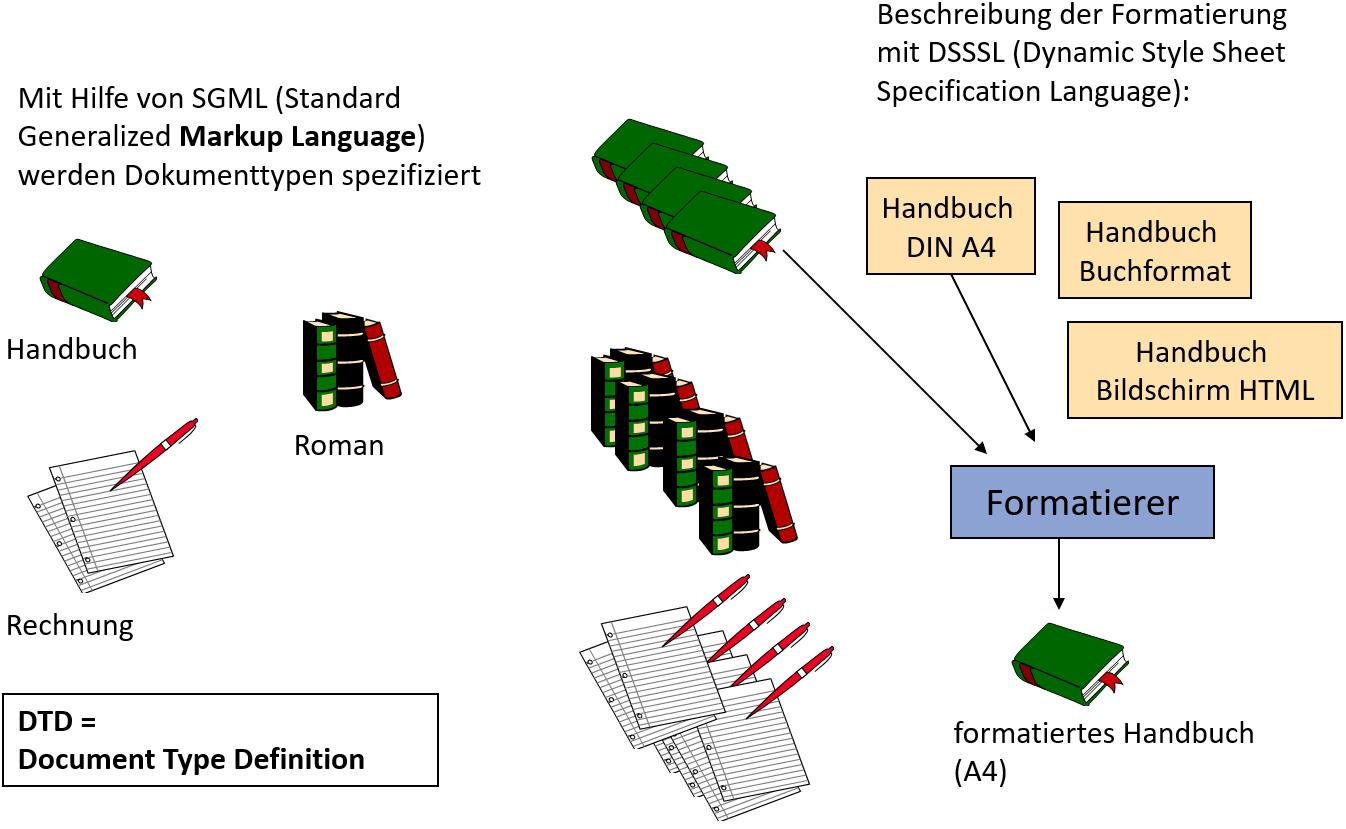 Mit Hilfe von SGML (Standard
Generalized Markup Language)
werden Dokumenttypen spezifiziert
Handbuch
Roman
Rechnung
DTD =
Document Type Definition
Beschreibung der Formatierung
mit DSSSL (Dynamic Style Sheet
Specification Language):
Handbuch
DIN A4
Handbuch
Buchformat
Handbuch
Bildschirm HTML
Formatierer
formatiertes Handbuch
(A4)